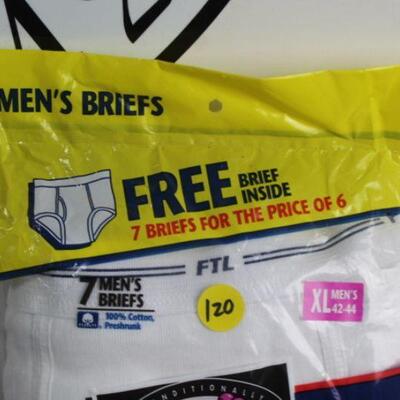 MEN'S BRIEFS
FREE BRIEF INSIDE
7 BRIEFS FOR THE PRICE OF 6
FTL
7 MEN'S BRIEFS
100% Cotton,
Preshrunk
120
XL MEN'S 42-44